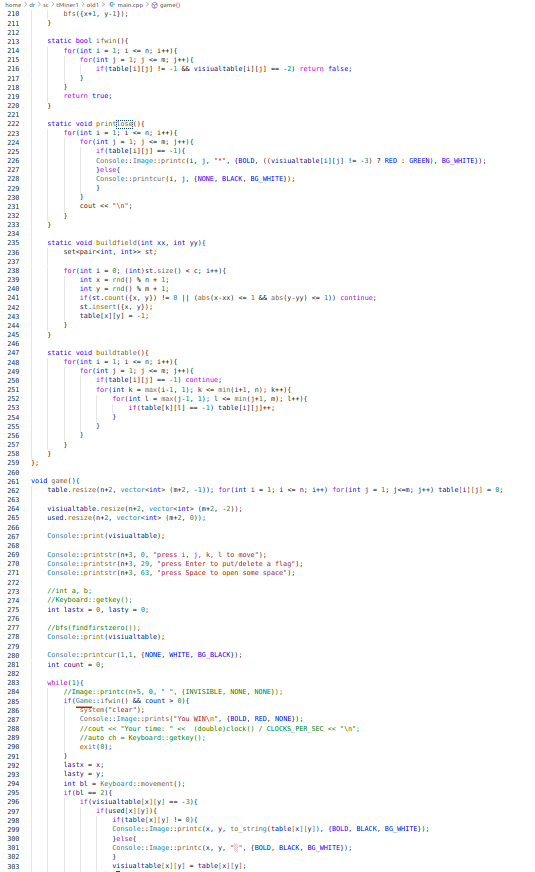 home > dr > sc > tMiner1 > old1 > main.cpp > game()
210 bfs({x+1, y-1});
211 }
212
213 static bool ifwin(){
214 for(int i = 1; i <= n; i++){
215 for(int j = 1; j <= m; j++){
216 if(table[i][j] != -1 && visiualtable[i][j] == -2) return false;
217 }
218 }
219 return true;
220 }
221
222 static void printlose(){
223 for(int i = 1; i <= n; i++){
224 for(int j = 1; j <= m; j++){
225 if(table[i][j] == -1){
226 Console::Image::printc(i, j, "*", {BOLD, ((visiualtable[i][j] != -3) ? RED : GREEN), BG_WHITE});
227 }else{
228 Console::printcur(i, j, {NONE, BLACK, BG_WHITE});
229 }
230 }
231 cout << "\n";
232 }
233 }
234
235 static void buildfield(int xx, int yy){
236 set<pair<int, int>> st;
237
238 for(int i = 0; (int)st.size() < c; i++){
239 int x = rnd() % n + 1;
240 int y = rnd() % m + 1;
241 if(st.count({x, y}) != 0 || (abs(x-xx) <= 1 && abs(y-yy) <= 1)) continue;
242 st.insert({x, y});
243 table[x][y] = -1;
244 }
245 }
246
247 static void buildtable(){
248 for(int i = 1; i <= n; i++){
249 for(int j = 1; j <= m; j++){
250 if(table[i][j] == -1) continue;
251 for(int k = max(i-1, 1); k <= min(i+1, n); k++){
252 for(int l = max(j-1, 1); l <= min(j+1, m); l++){
253 if(table[k][l] == -1) table[i][j]++;
254 }
255 }
256 }
257 }
258 }
259 };
260
261 void game(){
262 table.resize(n+2, vector<int> (m+2, -1)); for(int i = 1; i <= n; i++) for(int j = 1; j<=m; j++) table[i][j] = 0;
263
264 visiualtable.resize(n+2, vector<int> (m+2, -2));
265 used.resize(n+2, vector<int> (m+2, 0));
266
267 Console::print(visiualtable);
268
269 Console::printstr(n+3, 0, "press i, j, k, l to move");
270 Console::printstr(n+3, 29, "press Enter to put/delete a flag");
271 Console::printstr(n+3, 63, "press Space to open some space");
272
273 //int a, b;
274 //Keyboard::getkey();
275 int lastx = 0, lasty = 0;
276
277 //bfs(findfirstzero());
278 Console::print(visiualtable);
279
280 Console::printcur(1,1, {NONE, WHITE, BG_BLACK});
281 int count = 0;
282
283 while(1){
284 //Image::printc(n+5, 0, " ", {INVISIBLE, NONE, NONE});
285 if(Game::ifwin() && count > 0){
286 system("clear");
287 Console::Image::prints("You WIN\n", {BOLD, RED, NONE});
288 //cout << "Your time: " << (double)clock() / CLOCKS_PER_SEC << "\n";
289 //auto ch = Keyboard::getkey();
290 exit(0);
291 }
292 lastx = x;
293 lasty = y;
294 int bl = Keyboard::movement();
295 if(bl == 2){
296 if(visiualtable[x][y] == -3){
297 if(used[x][y]){
298 if(table[x][y] != 0){
299 Console::Image::printc(x, y, to_string(table[x][y]), {BOLD, BLACK, BG_WHITE});
300 }else{
301 Console::Image::printc(x, y, "░", {BOLD, BLACK, BG_WHITE});
302 }
303 visiualtable[x][y] = table[x][y];